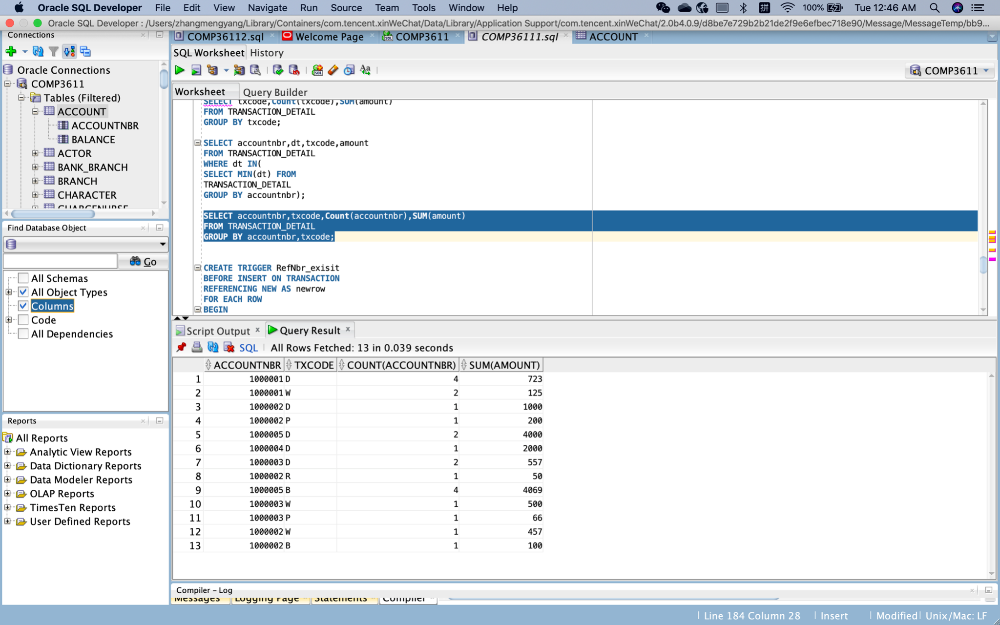 Oracle SQL Developer File Edit View Navigate Run Source Team Tools Window Help 拼 100% Tue 12:46 AM
Oracle SQL Developer : /Users/zhangmengyang/Library/Containers/com.tencent.xinWeChat/Data/Library/Application Support/com.tencent.xinWeChat/2.0b4.0.9/d8be7e729b2b21de2f9e6efbec718e90/Message/MessageTemp/bb9...
Connections
COMP36112.sql Welcome Page COMP3611 COMP36111.sql ACCOUNT
SQL Worksheet History
COMP3611
Oracle Connections
COMP3611
Tables (Filtered)
ACCOUNT
ACCOUNTNBR
BALANCE
ACTOR
BANK_BRANCH
BRANCH
CHARACTER
CHARGENURSE
Find Database Object
Go
All Schemas
All Object Types
Columns
Code
All Dependencies
Reports
All Reports
Analytic View Reports
Data Dictionary Reports
Data Modeler Reports
OLAP Reports
TimesTen Reports
User Defined Reports
Worksheet Query Builder
SELECT txcode,Count(txcode),SUM(amount)
FROM TRANSACTION_DETAIL
GROUP BY txcode;
SELECT accountnbr,dt,txcode,amount
FROM TRANSACTION_DETAIL
WHERE dt IN(
SELECT MIN(dt) FROM
TRANSACTION_DETAIL
GROUP BY accountnbr);
SELECT accountnbr,txcode,Count(accountnbr),SUM(amount)
FROM TRANSACTION_DETAIL
GROUP BY accountnbr,txcode;
CREATE TRIGGER RefNbr_exisit
BEFORE INSERT ON TRANSACTION
REFERENCING NEW AS newrow
FOR EACH ROW
BEGIN
Script Output Query Result
SQL All Rows Fetched: 13 in 0.039 seconds
ACCOUNTNBR TXCODE COUNT(ACCOUNTNBR) SUM(AMOUNT)
1 1000001 D 4 723
2 1000001 W 2 125
3 1000002 D 1 1000
4 1000002 P 1 200
5 1000005 D 2 4000
6 1000004 D 1 2000
7 1000003 D 2 557
8 1000002 R 1 50
9 1000005 B 4 4069
10 1000003 W 1 500
11 1000003 P 1 66
12 1000002 W 1 457
13 1000002 B 1 100
Compiler - Log
Messages Logging Page Statements Compiler
Line 184 Column 28 Insert Modified Unix/Mac: LF